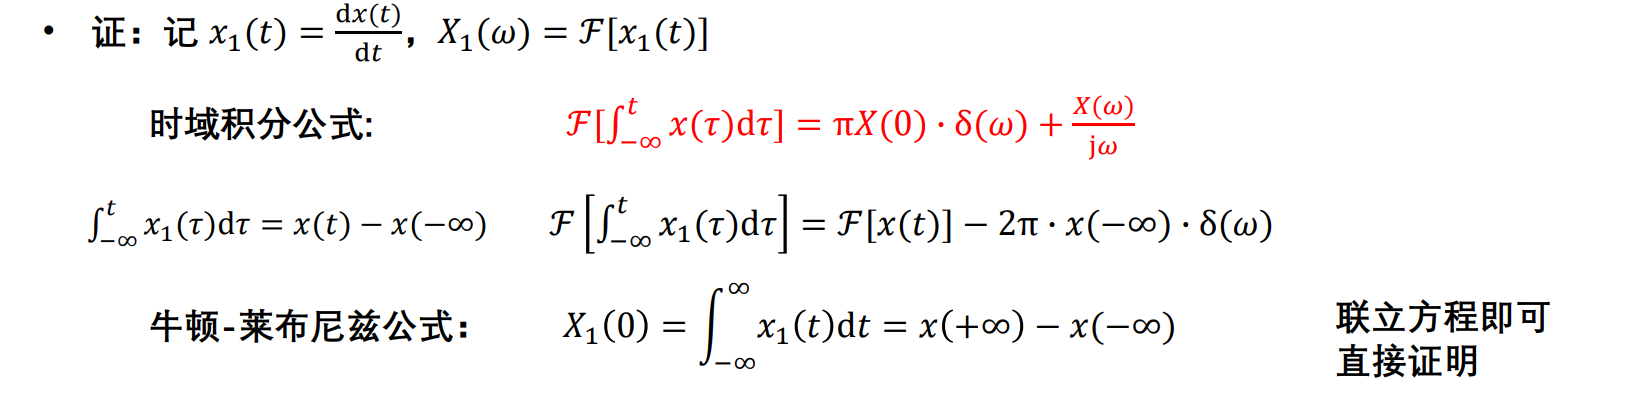 • 证：记 x₁(t) = dx(t)/dt， X₁(ω) = ℱ[x₁(t)]
时域积分公式: ℱ[∫_{−∞}^{t} x(τ)dτ] = πX(0) · δ(ω) + X(ω)/jω
∫_{−∞}^{t} x₁(τ)dτ = x(t) − x(−∞) ℱ[∫_{−∞}^{t} x₁(τ)dτ] = ℱ[x(t)] − 2π · x(−∞) · δ(ω)
牛顿-莱布尼兹公式： X₁(0) = ∫_{−∞}^{∞} x₁(t)dt = x(+∞) − x(−∞)
联立方程即可
直接证明